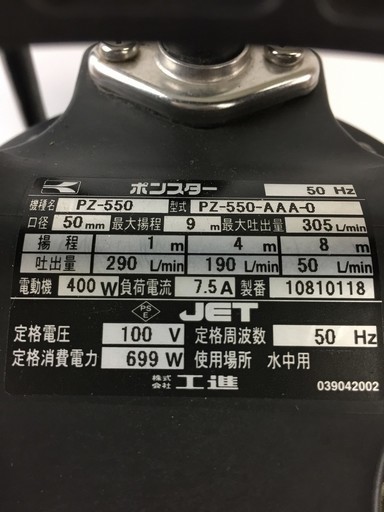 ポンスター 50 Hz
機種名 PZ-550 型式 PZ-550-AAA-0
口径 50mm 最大揚程 9 m 最大吐出量 305 L/min
揚程 1 m 4 m 8 m
吐出量 290 L/min 190 L/min 50 L/min
電動機 400 W 負荷電流 7.5 A 製番 10810118
PS E JET
定格電圧 100 V 定格周波数 50 Hz
定格消費電力 699 W 使用場所 水中用
株式会社 工進 039042002